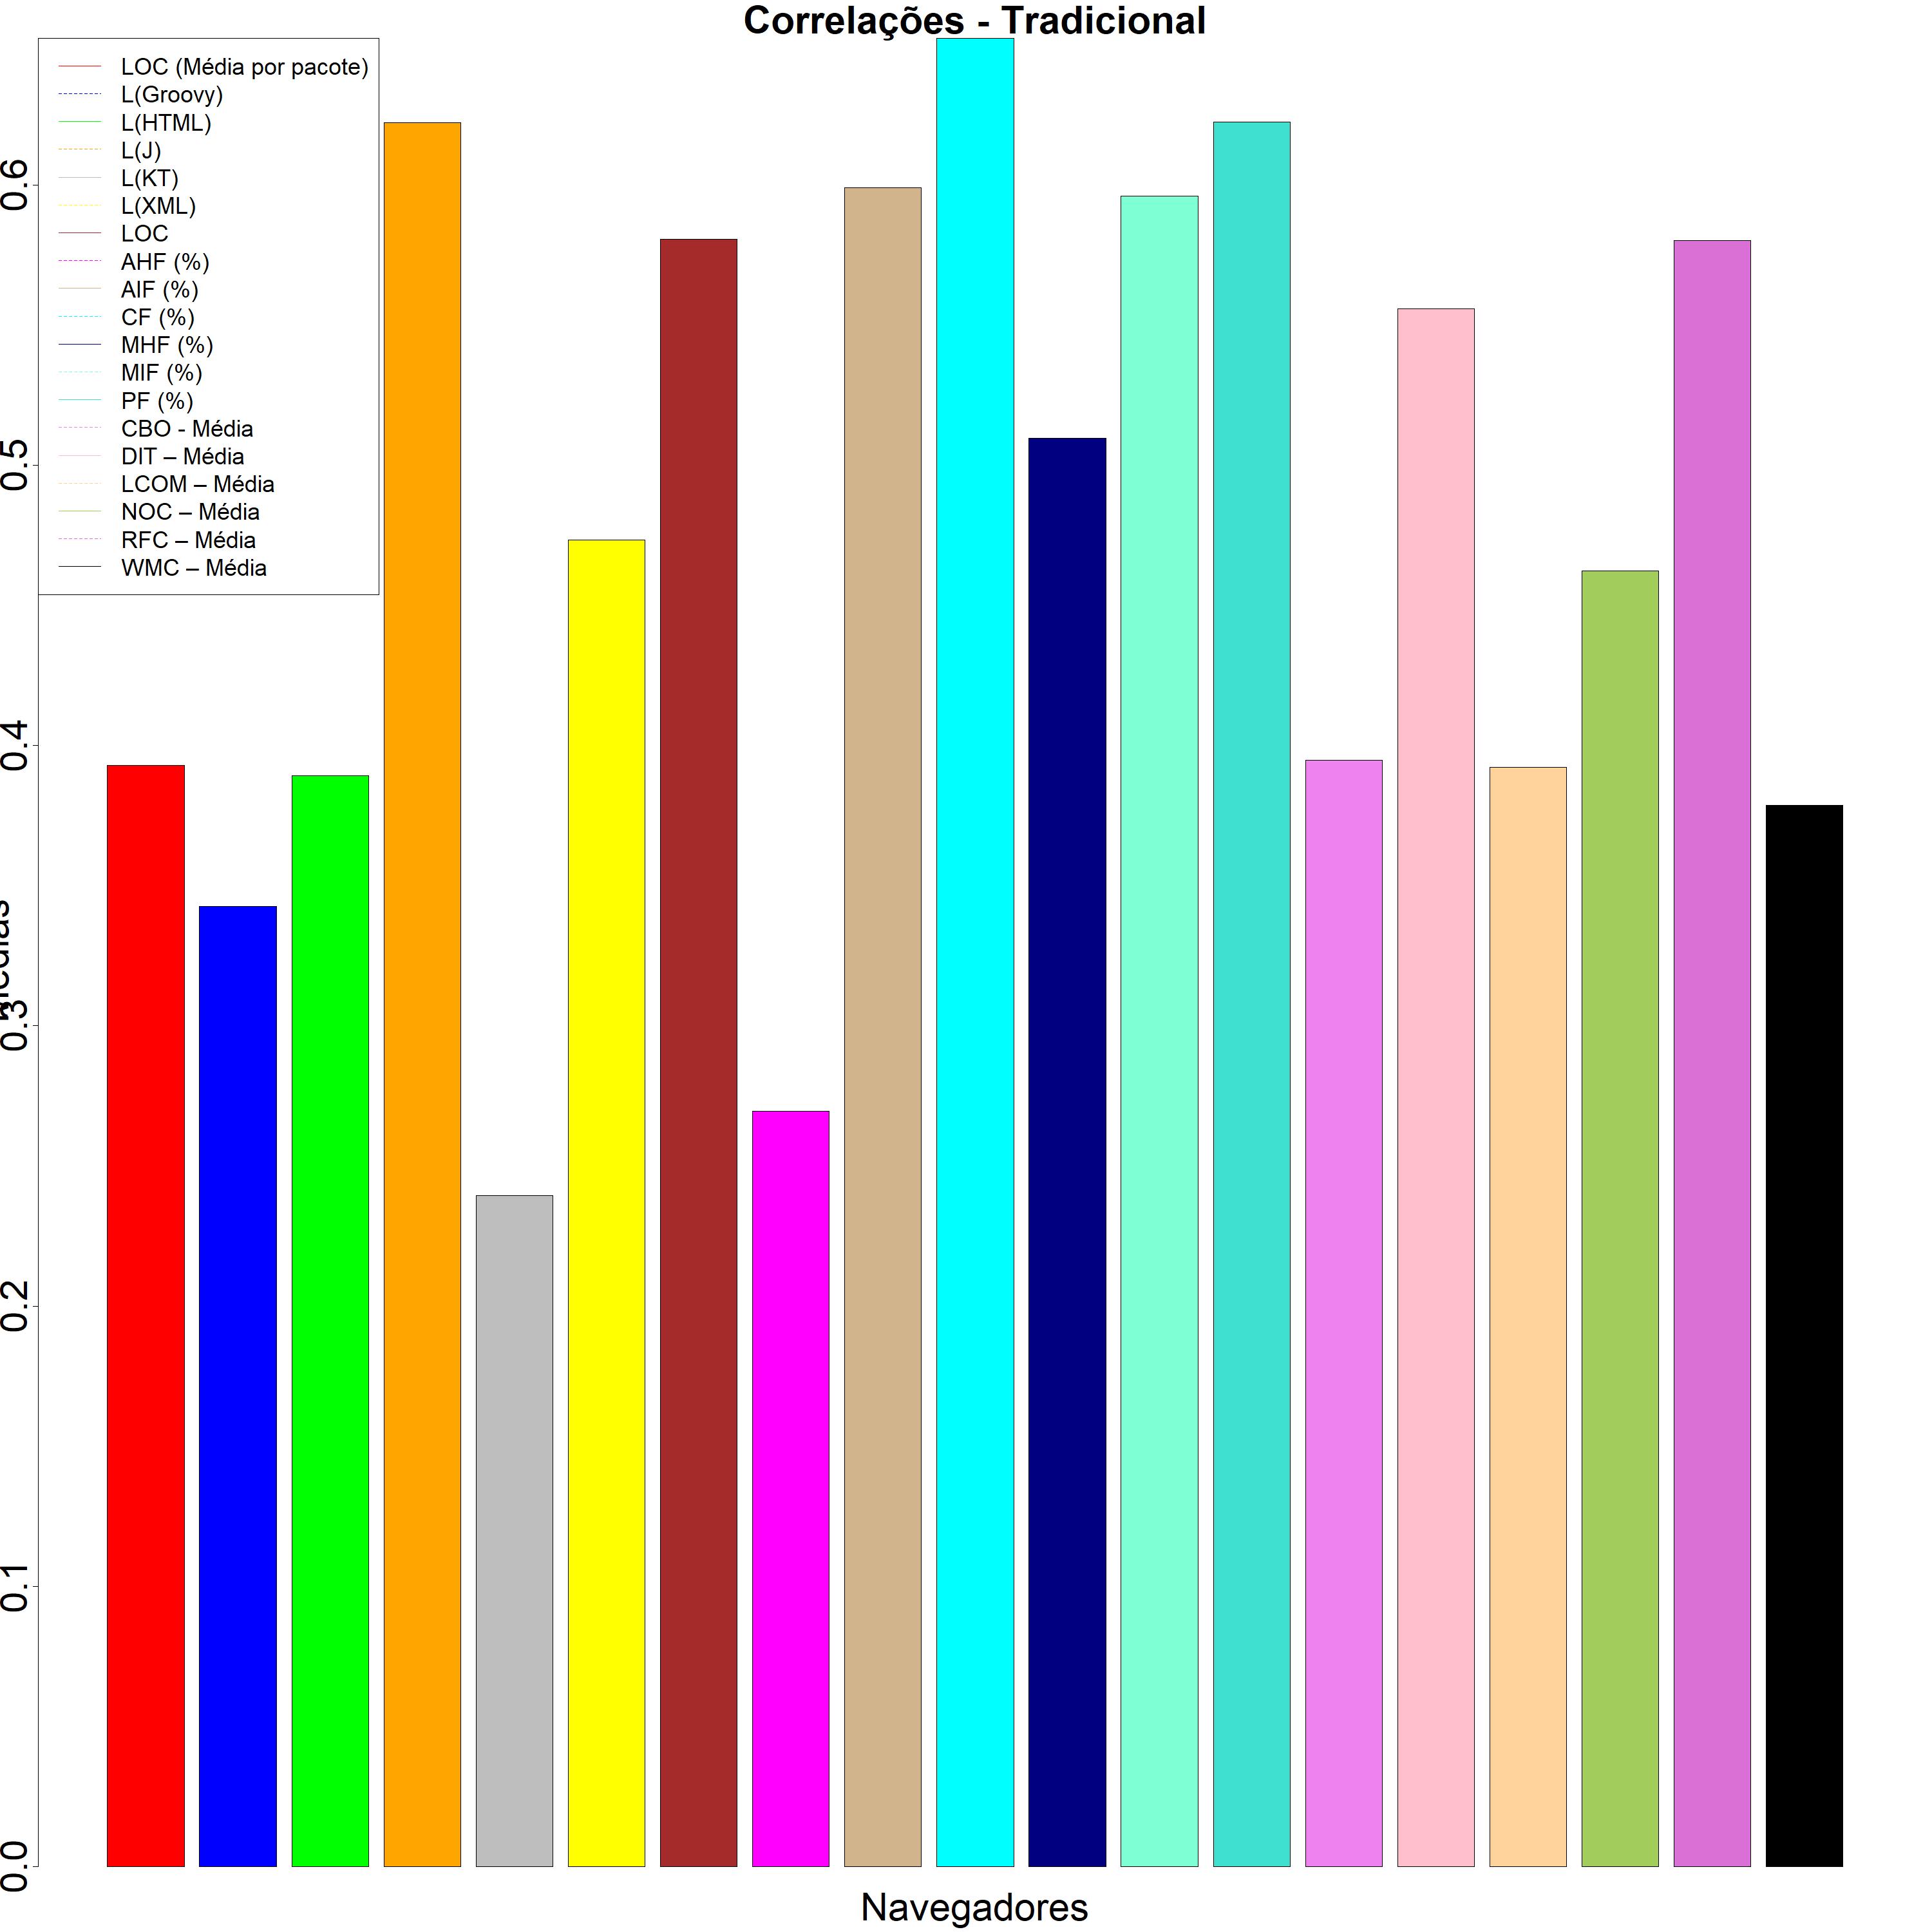 Correlações - Tradicional
LOC (Média por pacote)
L(Groovy)
L(HTML)
L(J)
L(KT)
L(XML)
LOC
AHF (%)
AIF (%)
CF (%)
MHF (%)
MIF (%)
PF (%)
CBO - Média
DIT – Média
LCOM – Média
NOC – Média
RFC – Média
WMC – Média
0.6
0.5
0.4
0.3
0.2
0.1
0.0
Navegadores